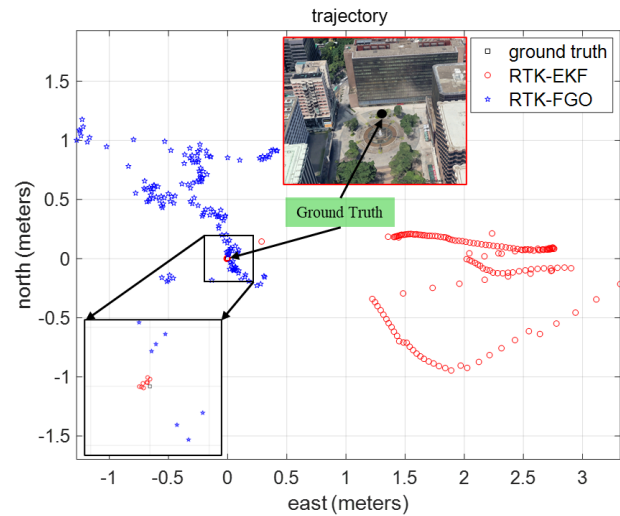 trajectory
ground truth
RTK-EKF
RTK-FGO
Ground Truth
north (meters)
1.5
1
0.5
0
-0.5
-1
-1.5
-1
-0.5
0
0.5
1
1.5
2
2.5
3
east (meters)